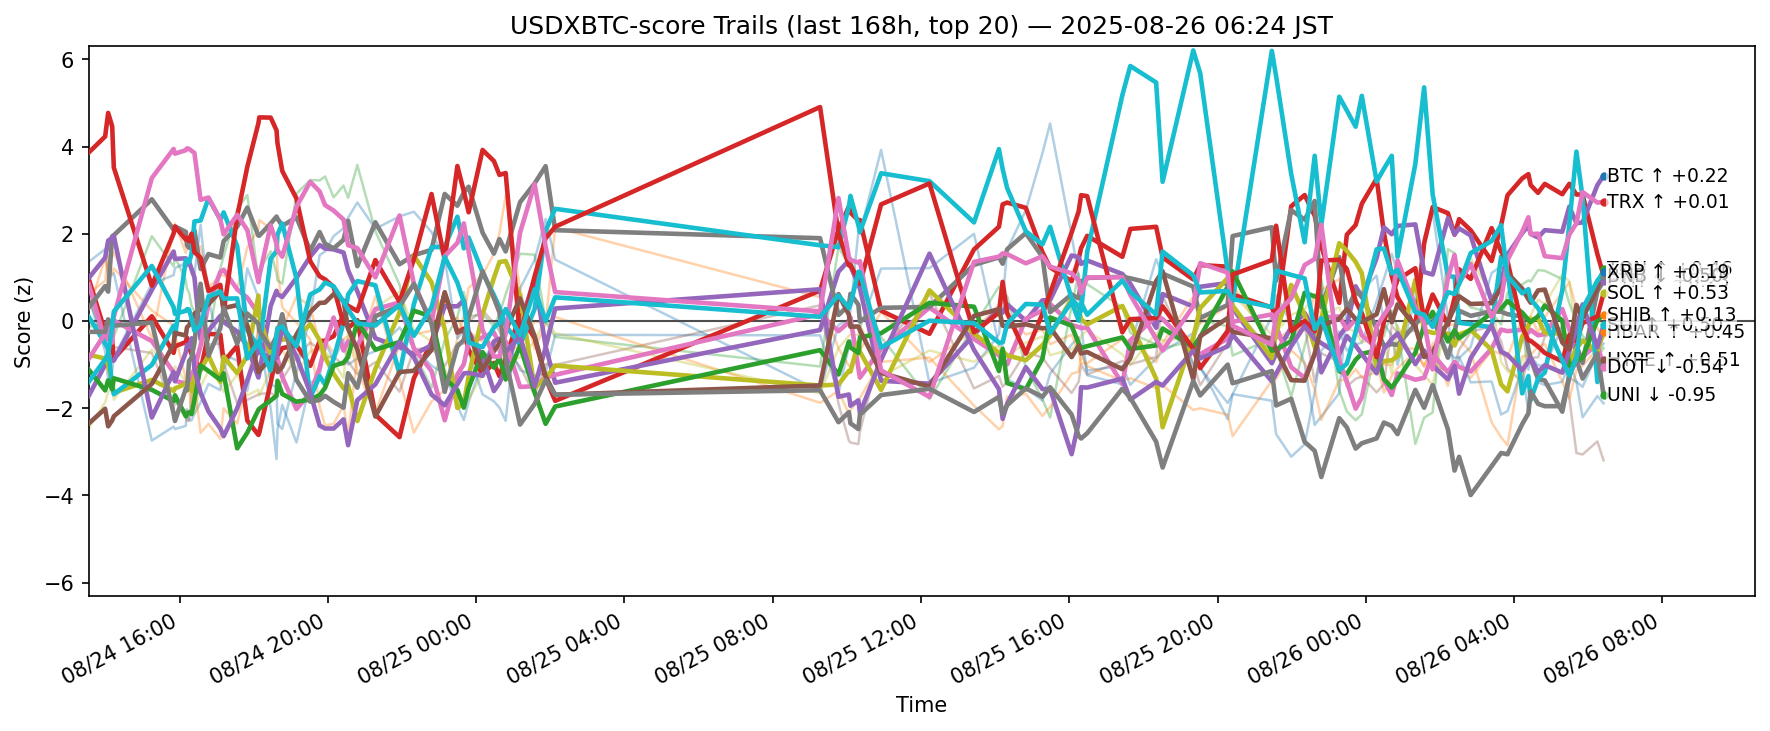 USDXBTC-score Trails (last 168h, top 20) — 2025-08-26 06:24 JST
Score (z)
6
4
2
0
−2
−4
−6
BTC ↑ +0.22
TRX ↑ +0.01
XRP ↑ +0.19
SOL ↑ +0.53
SHIB ↑ +0.13
HBAR ↑ +0.45
HYPE ↑ +0.51
DOT ↓ -0.54
UNI ↓ -0.95
08/24 16:00
08/24 20:00
08/25 00:00
08/25 04:00
08/25 08:00
08/25 12:00
08/25 16:00
08/25 20:00
08/26 00:00
08/26 04:00
08/26 08:00
Time